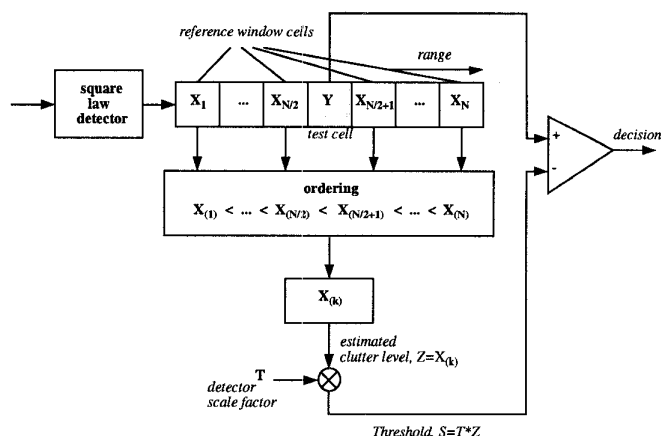 reference window cells
range
square
law
detector
X1 ... XN/2 Y XN/2+1 ... XN
test cell
+
-
decision
ordering
X(1) < ... < X(N/2) < X(N/2+1) < ... < X(N)
X(k)
estimated
clutter level, Z=X(k)
T
detector
scale factor
Threshold, S=T*Z